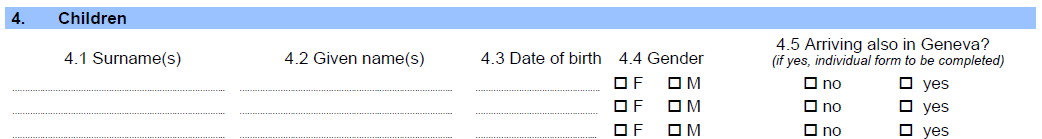 4. Children
4.1 Surname(s) 4.2 Given name(s) 4.3 Date of birth 4.4 Gender 4.5 Arriving also in Geneva?
(if yes, individual form to be completed)
☐ F ☐ M ☐ no ☐ yes
☐ F ☐ M ☐ no ☐ yes
☐ F ☐ M ☐ no ☐ yes